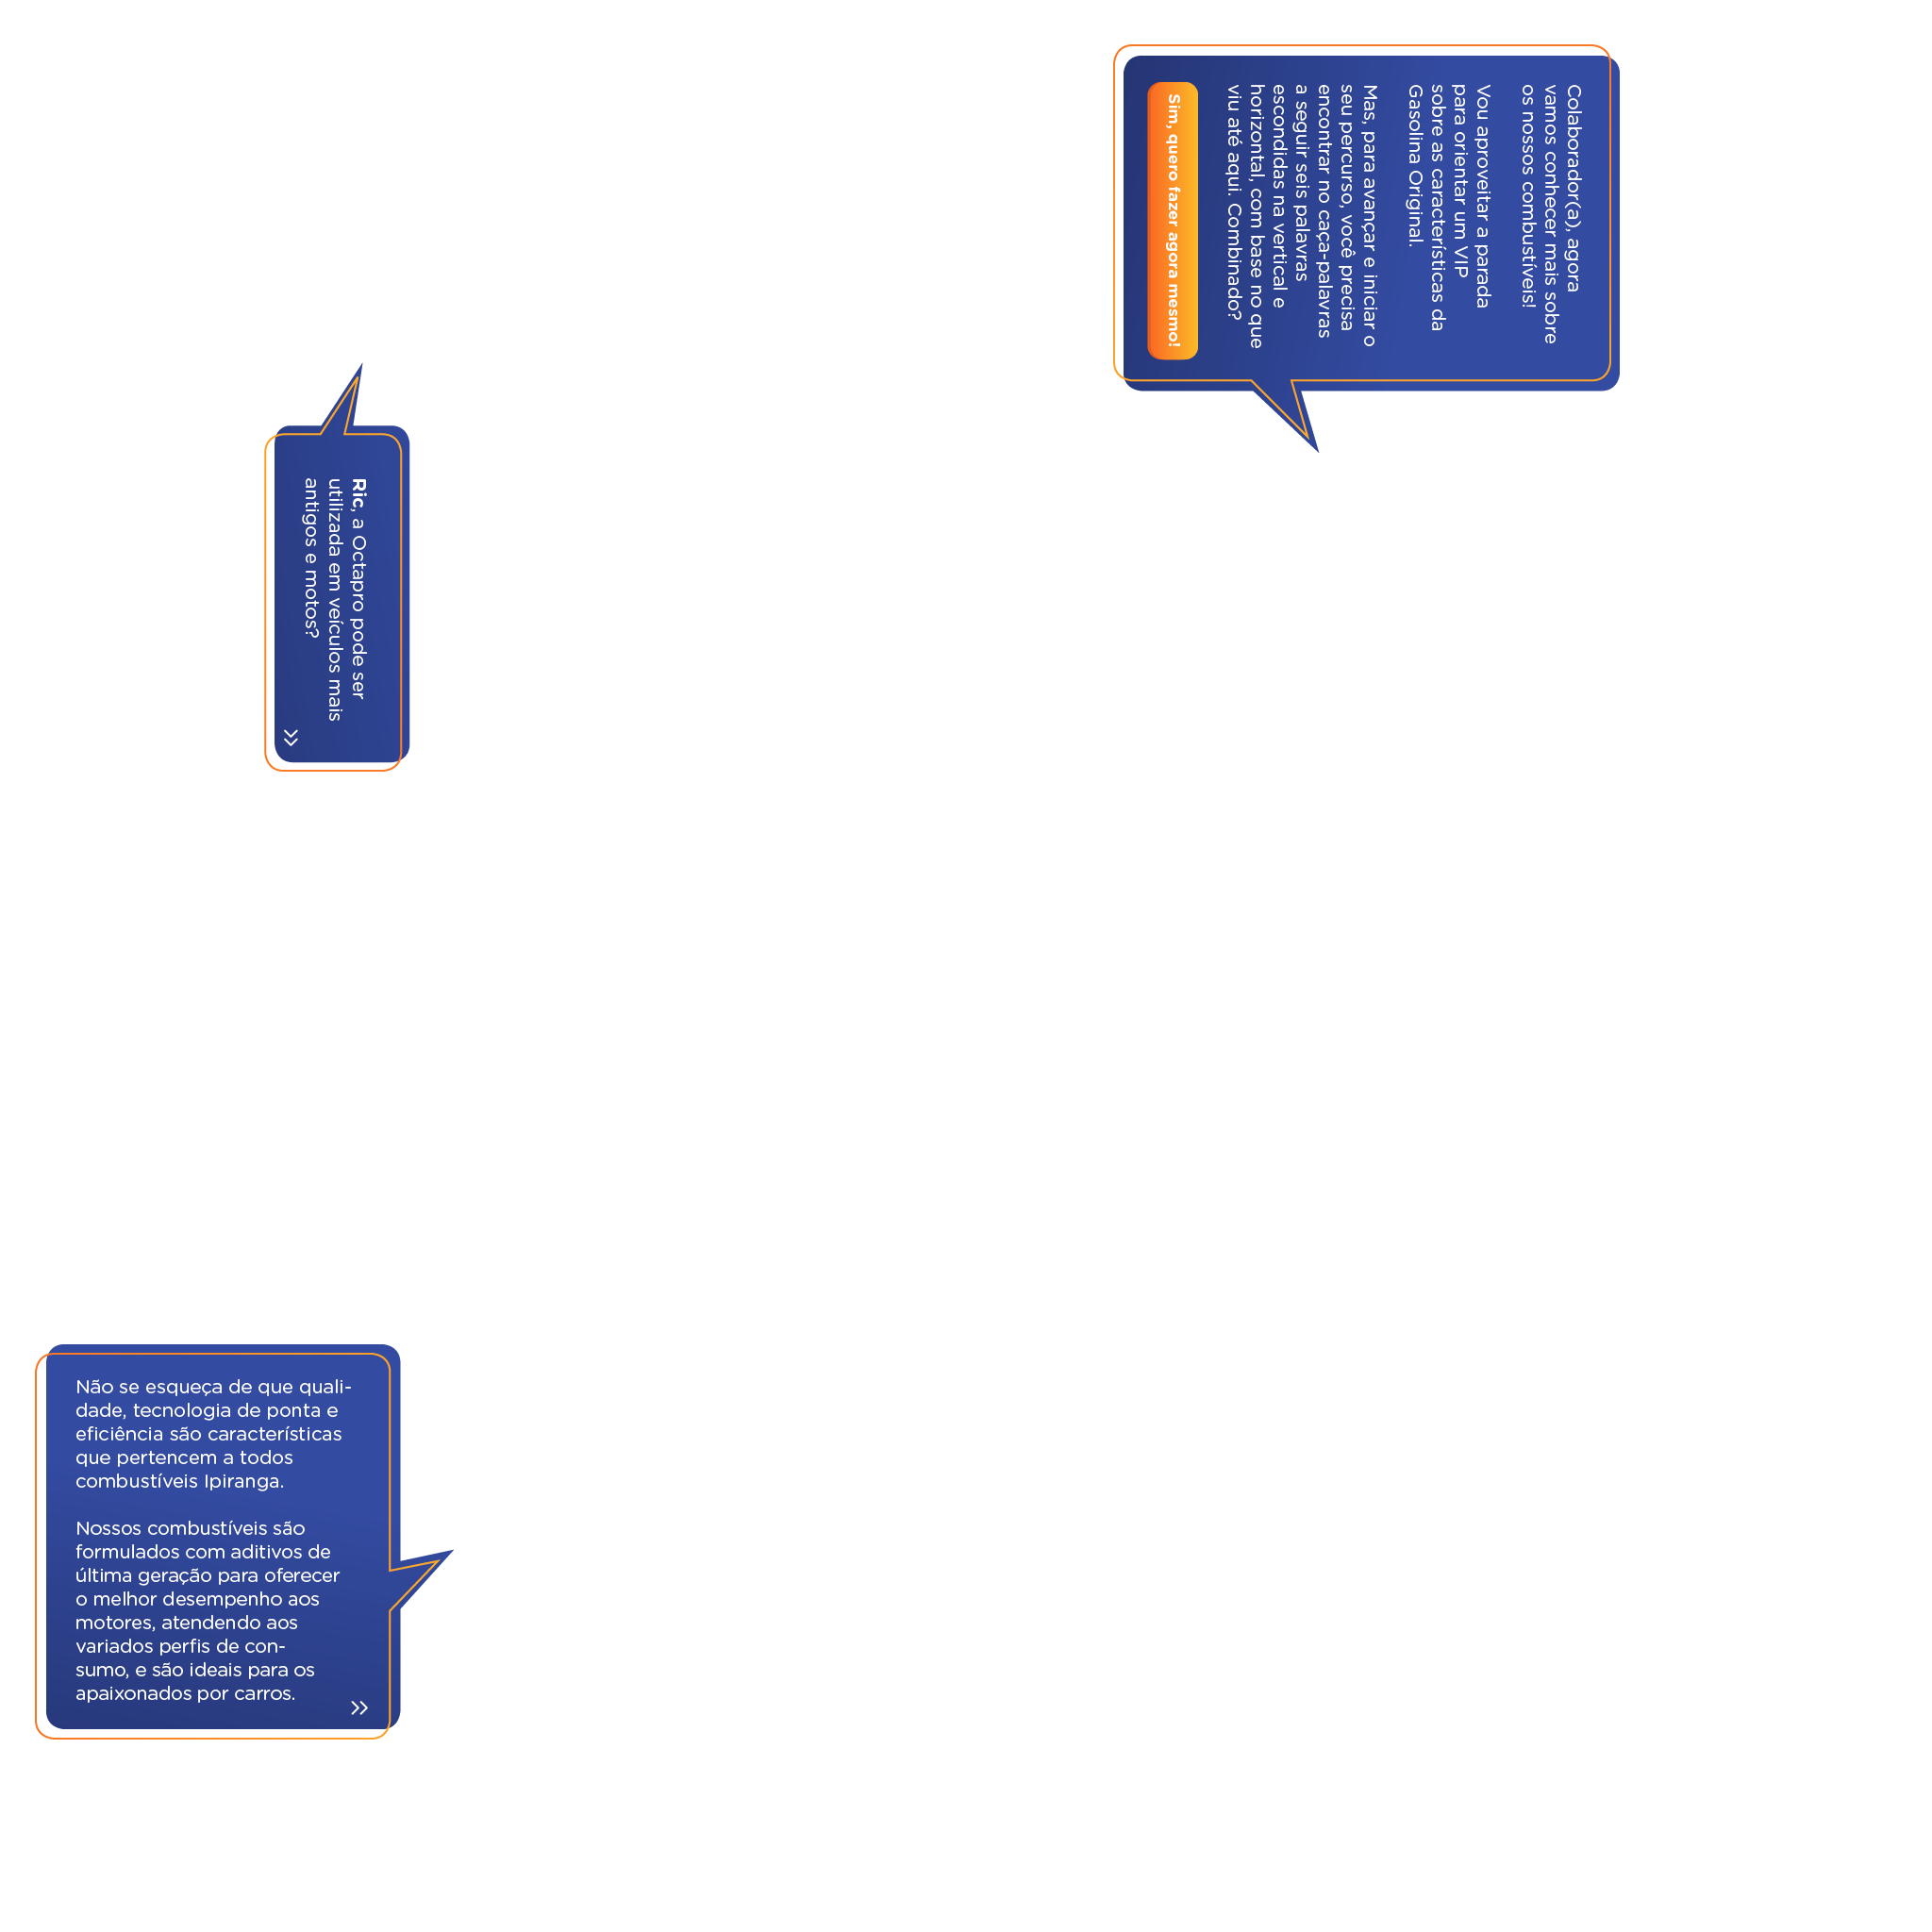 Colaborador(a), agora
vamos conhecer mais sobre
os nossos combustíveis!
Vou aproveitar a parada
para orientar um VIP
sobre as características da
Gasolina Original.
Mas, para avançar e iniciar o
seu percurso, você precisa
encontrar no caça-palavras
a seguir seis palavras
escondidas na vertical e
horizontal, com base no que
viu até aqui. Combinado?
Sim, quero fazer agora mesmo!
Ric, a Octapro pode ser
utilizada em veículos mais
antigos e motos?
Não se esqueça de que quali-
dade, tecnologia de ponta e
eficiência são características
que pertencem a todos
combustíveis Ipiranga.
Nossos combustíveis são
formulados com aditivos de
última geração para oferecer
o melhor desempenho aos
motores, atendendo aos
variados perfis de con-
sumo, e são ideais para os
apaixonados por carros.